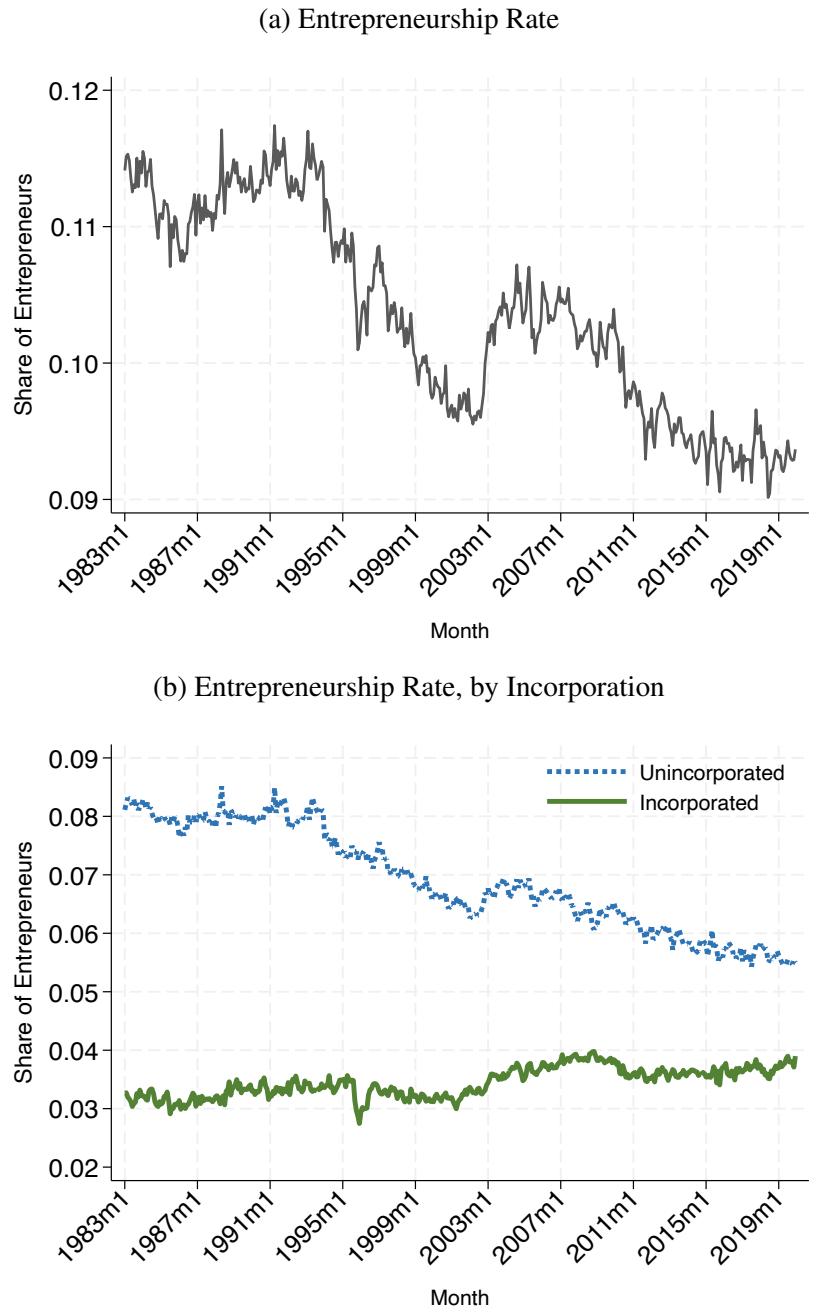 (a) Entrepreneurship Rate
0.12
0.11
0.10
0.09
Share of Entrepreneurs
1983m1
1987m1
1991m1
1995m1
1999m1
2003m1
2007m1
2011m1
2015m1
2019m1
Month
(b) Entrepreneurship Rate, by Incorporation
0.09
0.08
0.07
0.06
0.05
0.04
0.03
0.02
Share of Entrepreneurs
Unincorporated
Incorporated
1983m1
1987m1
1991m1
1995m1
1999m1
2003m1
2007m1
2011m1
2015m1
2019m1
Month